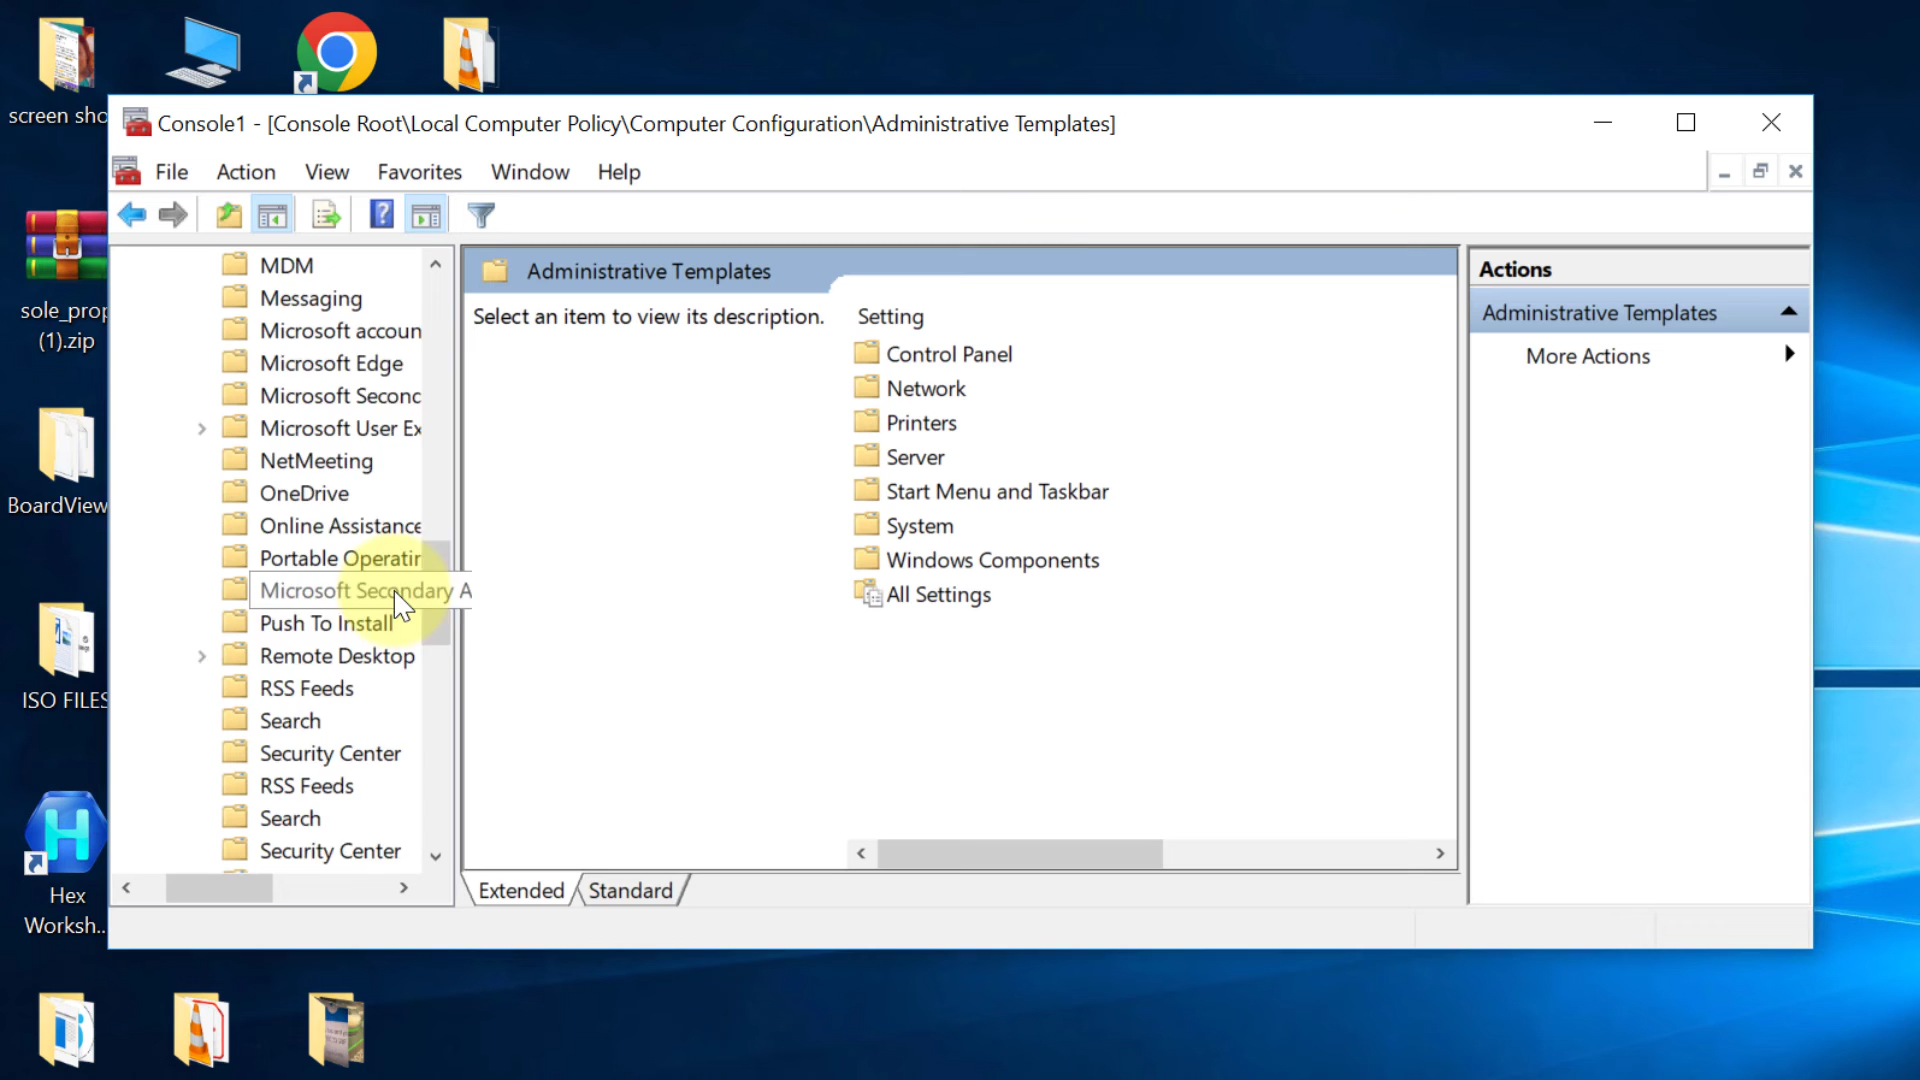 screen sho
Console1 - [Console Root\Local Computer Policy\Computer Configuration\Administrative Templates]
File Action View Favorites Window Help
MDM
Messaging
Microsoft accoun
Microsoft Edge
Microsoft Second
Microsoft User Ex
NetMeeting
OneDrive
Online Assistance
Portable Operatin
Microsoft Secondary A
Push To Install
Remote Desktop
RSS Feeds
Search
Security Center
RSS Feeds
Search
Security Center
Administrative Templates
Select an item to view its description.
Setting
Control Panel
Network
Printers
Server
Start Menu and Taskbar
System
Windows Components
All Settings
Extended Standard
Actions
Administrative Templates
More Actions
sole_prop
(1).zip
BoardView
ISO FILES
Hex
Worksh...